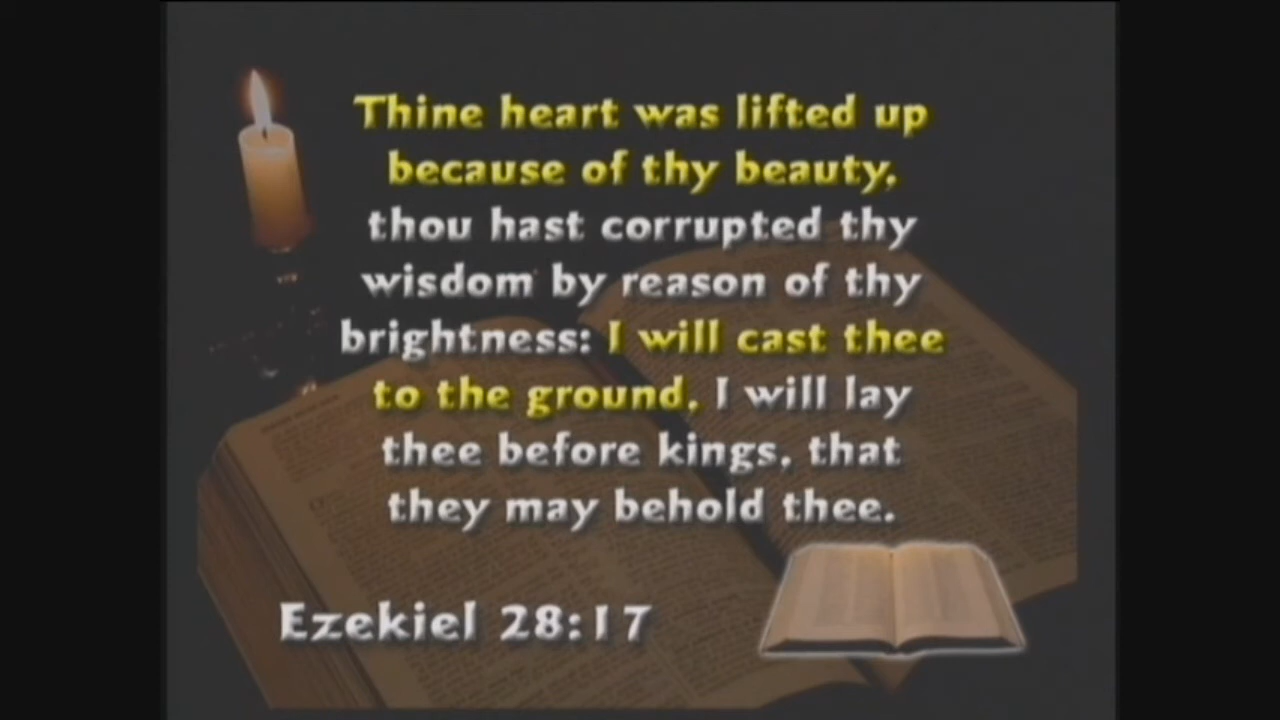 Thine heart was lifted up
because of thy beauty,
thou hast corrupted thy
wisdom by reason of thy
brightness: I will cast thee
to the ground, I will lay
thee before kings, that
they may behold thee.
Ezekiel 28:17